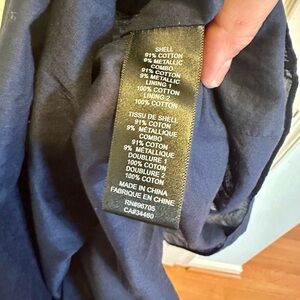 SHELL
91% COTTON
9% METALLIC
COMBO
91% COTTON
9% METALLIC
LINING
100% COTTON
LINING 2
100% COTTON
TISSU DE SHELL
91% COTON
9% MÉTALLIQUE
COMBO
91% COTON
9% MÉTALLIQUE
DOUBLURE 1
100% COTON
DOUBLURE 2
100% COTON
MADE IN CHINA
FABRIQUÉ EN CHINE
RN#96705
CA#34460